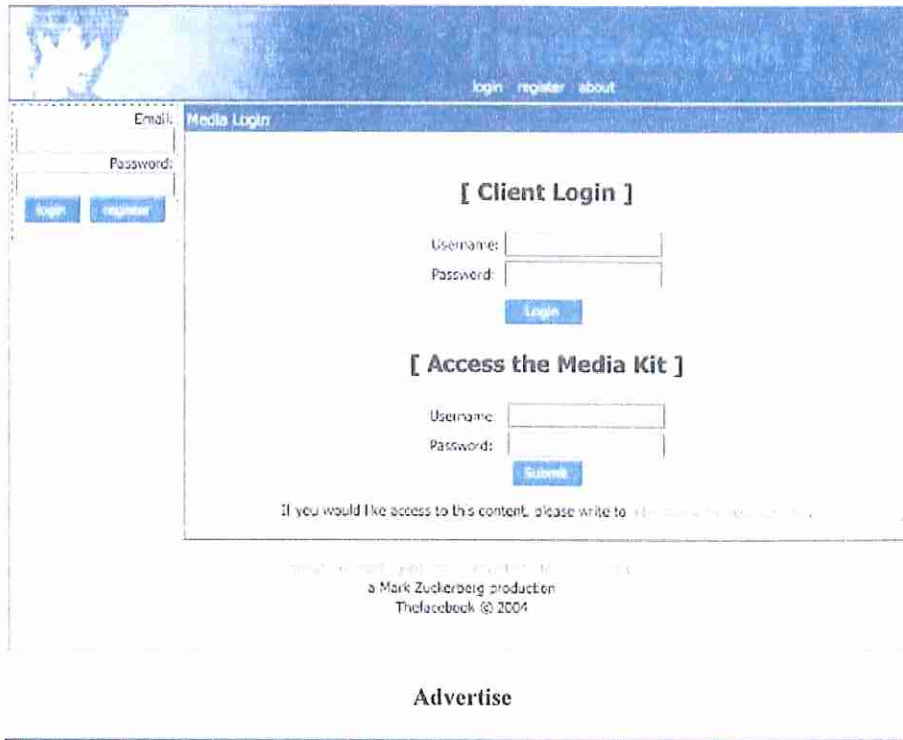 [ thefacebook ]
login register about
Email:
Password:
login register
Media Login
[ Client Login ]
Username:
Password:
Login
[ Access the Media Kit ]
Username:
Password:
Submit
If you would like access to this content, please write to
a Mark Zuckerberg production
Thefacebook © 2004
Advertise